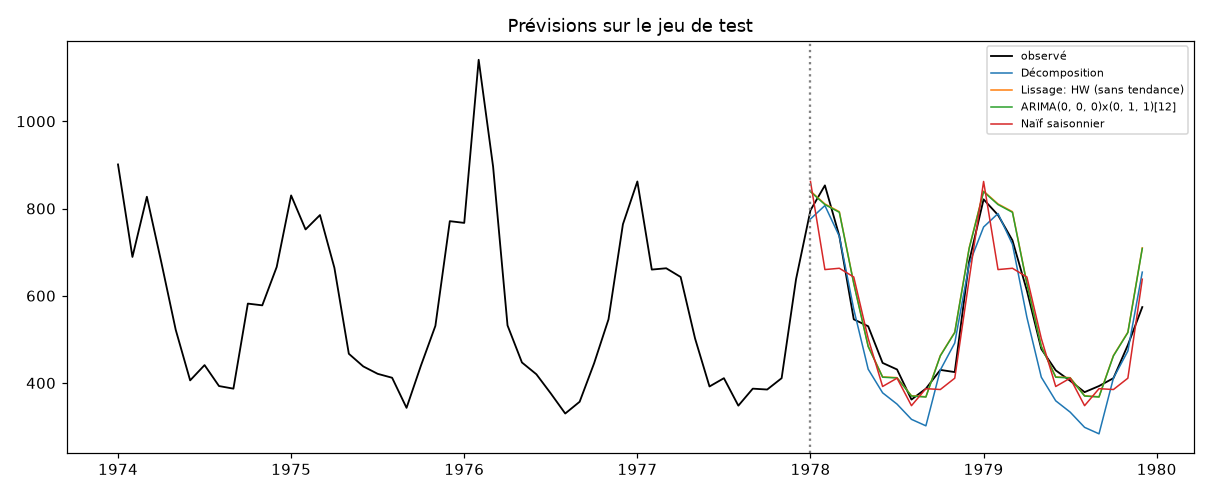 Prévisions sur le jeu de test
observé
Décomposition
Lissage: HW (sans tendance)
ARIMA(0, 0, 0)x(0, 1, 1)[12]
Naïf saisonnier
1000
800
600
400
1974 1975 1976 1977 1978 1979 1980